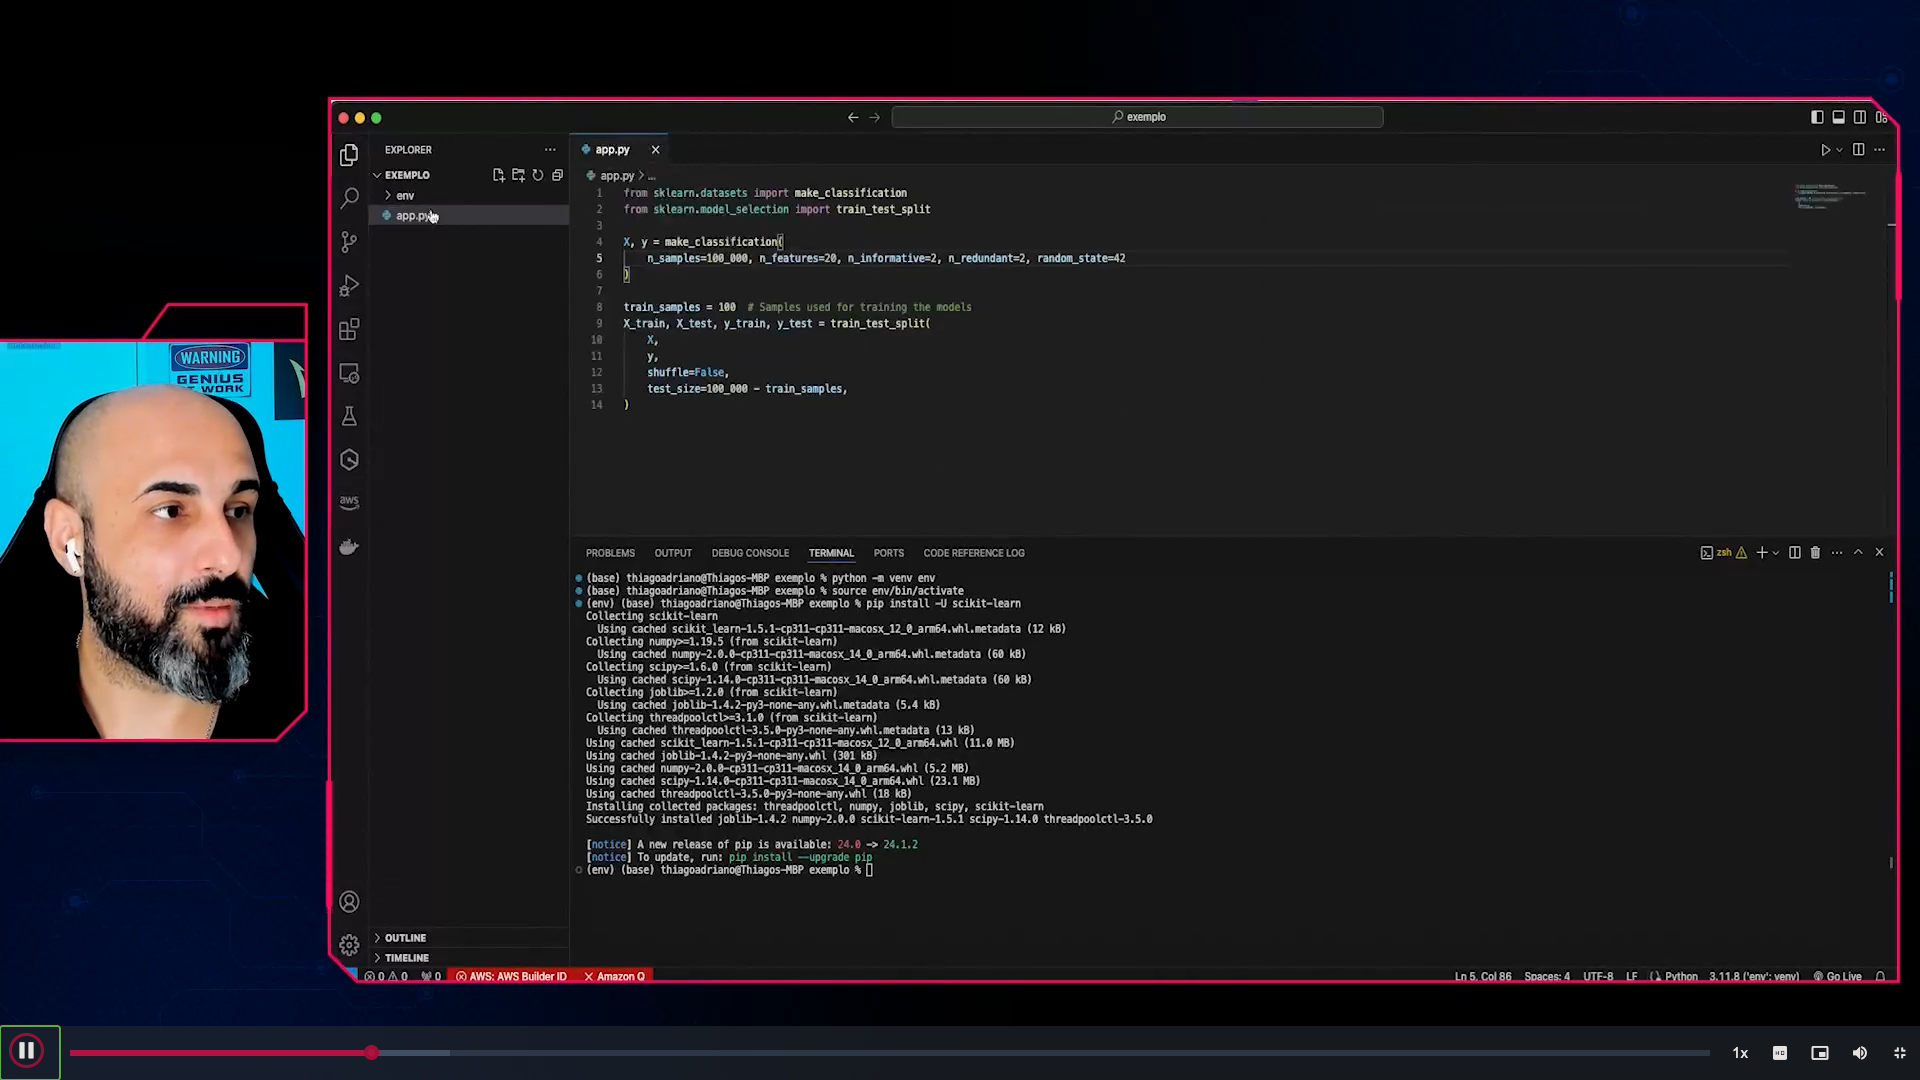 exemplo
EXPLORER
app.py
EXEMPLO
env
app.py
app.py > ...
1 from sklearn.datasets import make_classification
2 from sklearn.model_selection import train_test_split
3
4 X, y = make_classification(
5 n_samples=100_000, n_features=20, n_informative=2, n_redundant=2, random_state=42
6 )
7
8 train_samples = 100 # Samples used for training the models
9 X_train, X_test, y_train, y_test = train_test_split(
10 X,
11 y,
12 shuffle=False,
13 test_size=100_000 - train_samples,
14 )
WARNING
GENIUS
AT WORK
aws
PROBLEMS OUTPUT DEBUG CONSOLE TERMINAL PORTS CODE REFERENCE LOG
zsh
(base) thiagoadriano@Thiagos-MBP exemplo % python -m venv env
(base) thiagoadriano@Thiagos-MBP exemplo % source env/bin/activate
(env) (base) thiagoadriano@Thiagos-MBP exemplo % pip install -U scikit-learn
Collecting scikit-learn
Using cached scikit_learn-1.5.1-cp311-cp311-macosx_12_0_arm64.whl.metadata (12 kB)
Collecting numpy>=1.19.5 (from scikit-learn)
Using cached numpy-2.0.0-cp311-cp311-macosx_14_0_arm64.whl.metadata (60 kB)
Collecting scipy>=1.6.0 (from scikit-learn)
Using cached scipy-1.14.0-cp311-cp311-macosx_14_0_arm64.whl.metadata (60 kB)
Collecting joblib>=1.2.0 (from scikit-learn)
Using cached joblib-1.4.2-py3-none-any.whl.metadata (5.4 kB)
Collecting threadpoolctl>=3.1.0 (from scikit-learn)
Using cached threadpoolctl-3.5.0-py3-none-any.whl.metadata (13 kB)
Using cached scikit_learn-1.5.1-cp311-cp311-macosx_12_0_arm64.whl (11.0 MB)
Using cached joblib-1.4.2-py3-none-any.whl (301 kB)
Using cached numpy-2.0.0-cp311-cp311-macosx_14_0_arm64.whl (5.2 MB)
Using cached scipy-1.14.0-cp311-cp311-macosx_14_0_arm64.whl (23.1 MB)
Using cached threadpoolctl-3.5.0-py3-none-any.whl (18 kB)
Installing collected packages: threadpoolctl, numpy, joblib, scipy, scikit-learn
Successfully installed joblib-1.4.2 numpy-2.0.0 scikit-learn-1.5.1 scipy-1.14.0 threadpoolctl-3.5.0
[notice] A new release of pip is available: 24.0 -> 24.1.2
[notice] To update, run: pip install --upgrade pip
(env) (base) thiagoadriano@Thiagos-MBP exemplo %
OUTLINE
TIMELINE
0 0 0 AWS: AWS Builder ID Amazon Q Ln 5, Col 86 Spaces: 4 UTF-8 LF Python 3.11.8 ('env': venv) Go Live
1x
HD